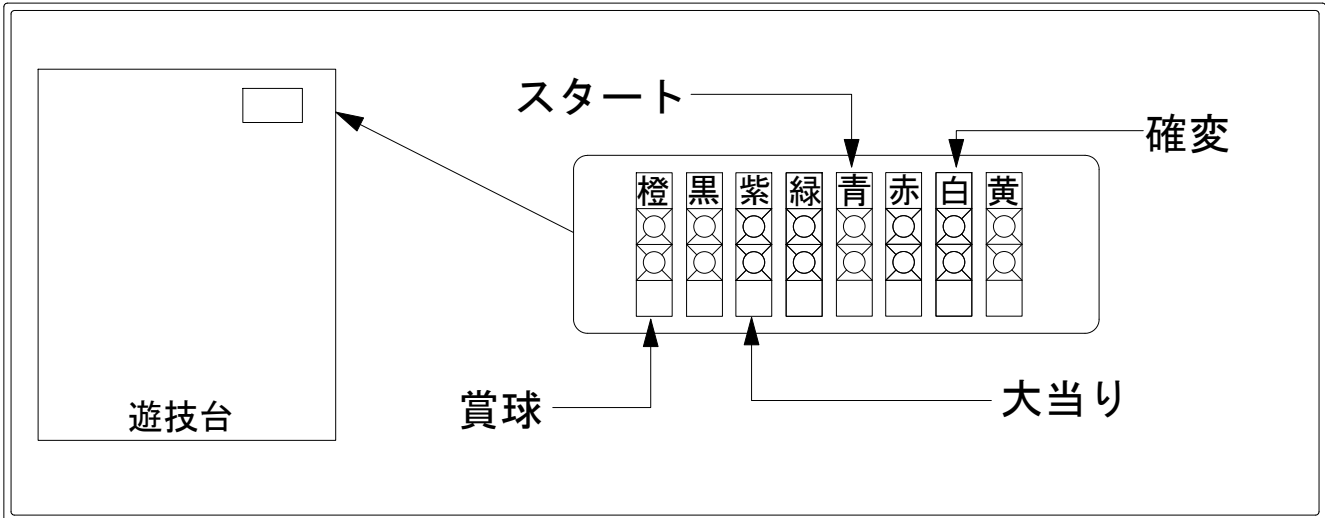 スタート
確変
橙 黒 紫 緑 青 赤 白 黄
賞球
大当り
遊技台